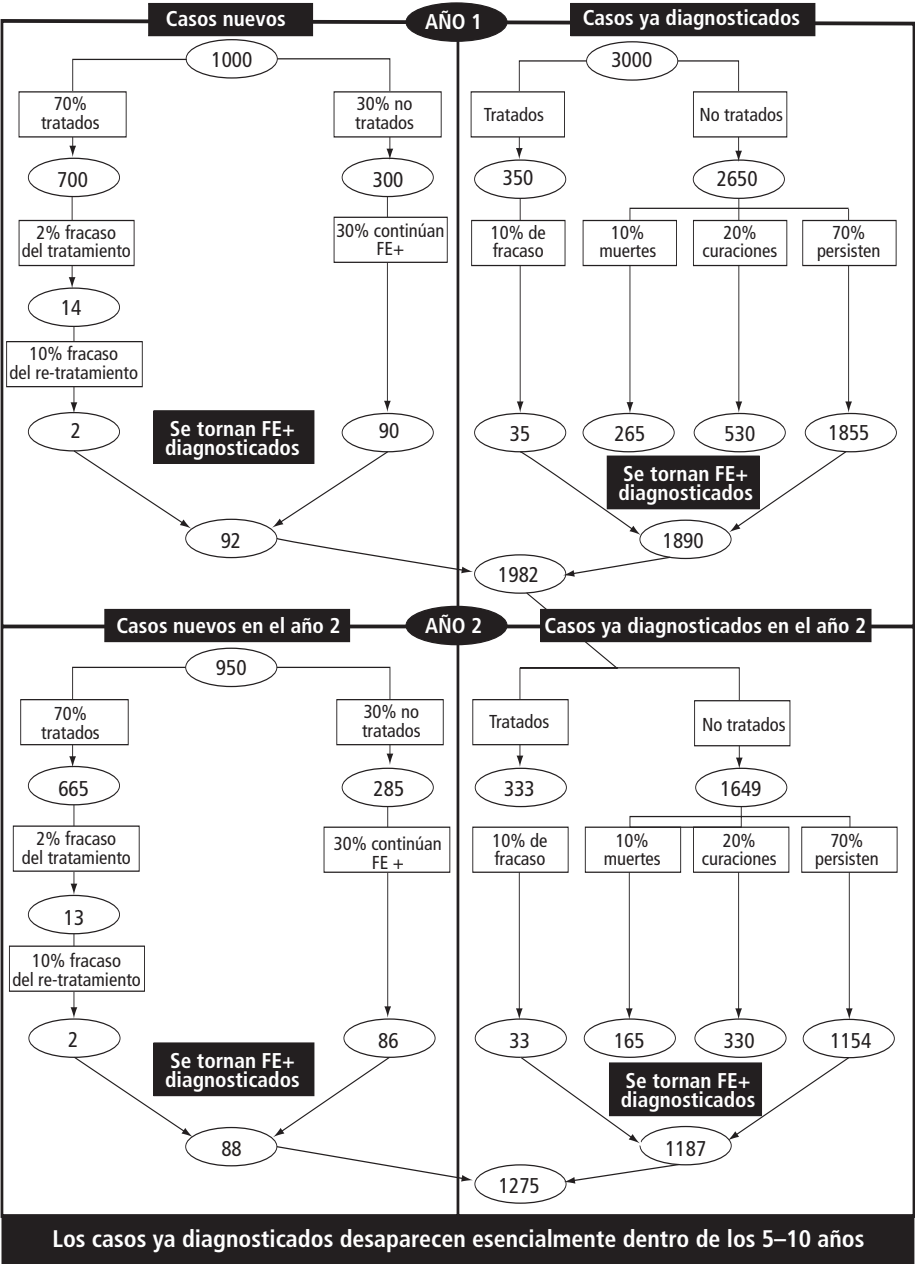 Casos nuevos
AÑO 1
Casos ya diagnosticados
1000
3000
70%
tratados
30% no
tratados
Tratados
No tratados
700
300
350
2650
2% fracaso
del tratamiento
30% continúan
FE+
10% de
fracaso
10%
muertes
20%
curaciones
70%
persisten
14
10% fracaso
del re-tratamiento
2
Se tornan FE+
diagnosticados
90
35
265
530
1855
Se tornan FE+
diagnosticados
92
1890
1982
Casos nuevos en el año 2
AÑO 2
Casos ya diagnosticados en el año 2
950
70%
tratados
30% no
tratados
Tratados
No tratados
665
285
333
1649
2% fracaso
del tratamiento
30% continúan
FE +
10% de
fracaso
10%
muertes
20%
curaciones
70%
persisten
13
10% fracaso
del re-tratamiento
2
Se tornan FE+
diagnosticados
86
33
165
330
1154
Se tornan FE+
diagnosticados
88
1187
1275
Los casos ya diagnosticados desaparecen esencialmente dentro de los 5–10 años